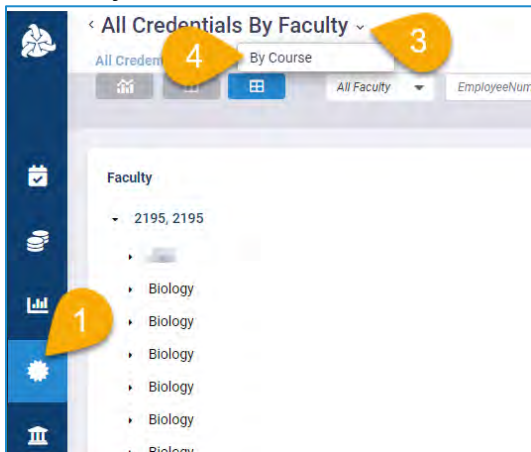 All Credentials By Faculty
3
All Creden
4
By Course
All Faculty
EmployeeNum
Faculty
2195, 2195
Biology
Biology
1
Biology
Biology
Biology
Biology